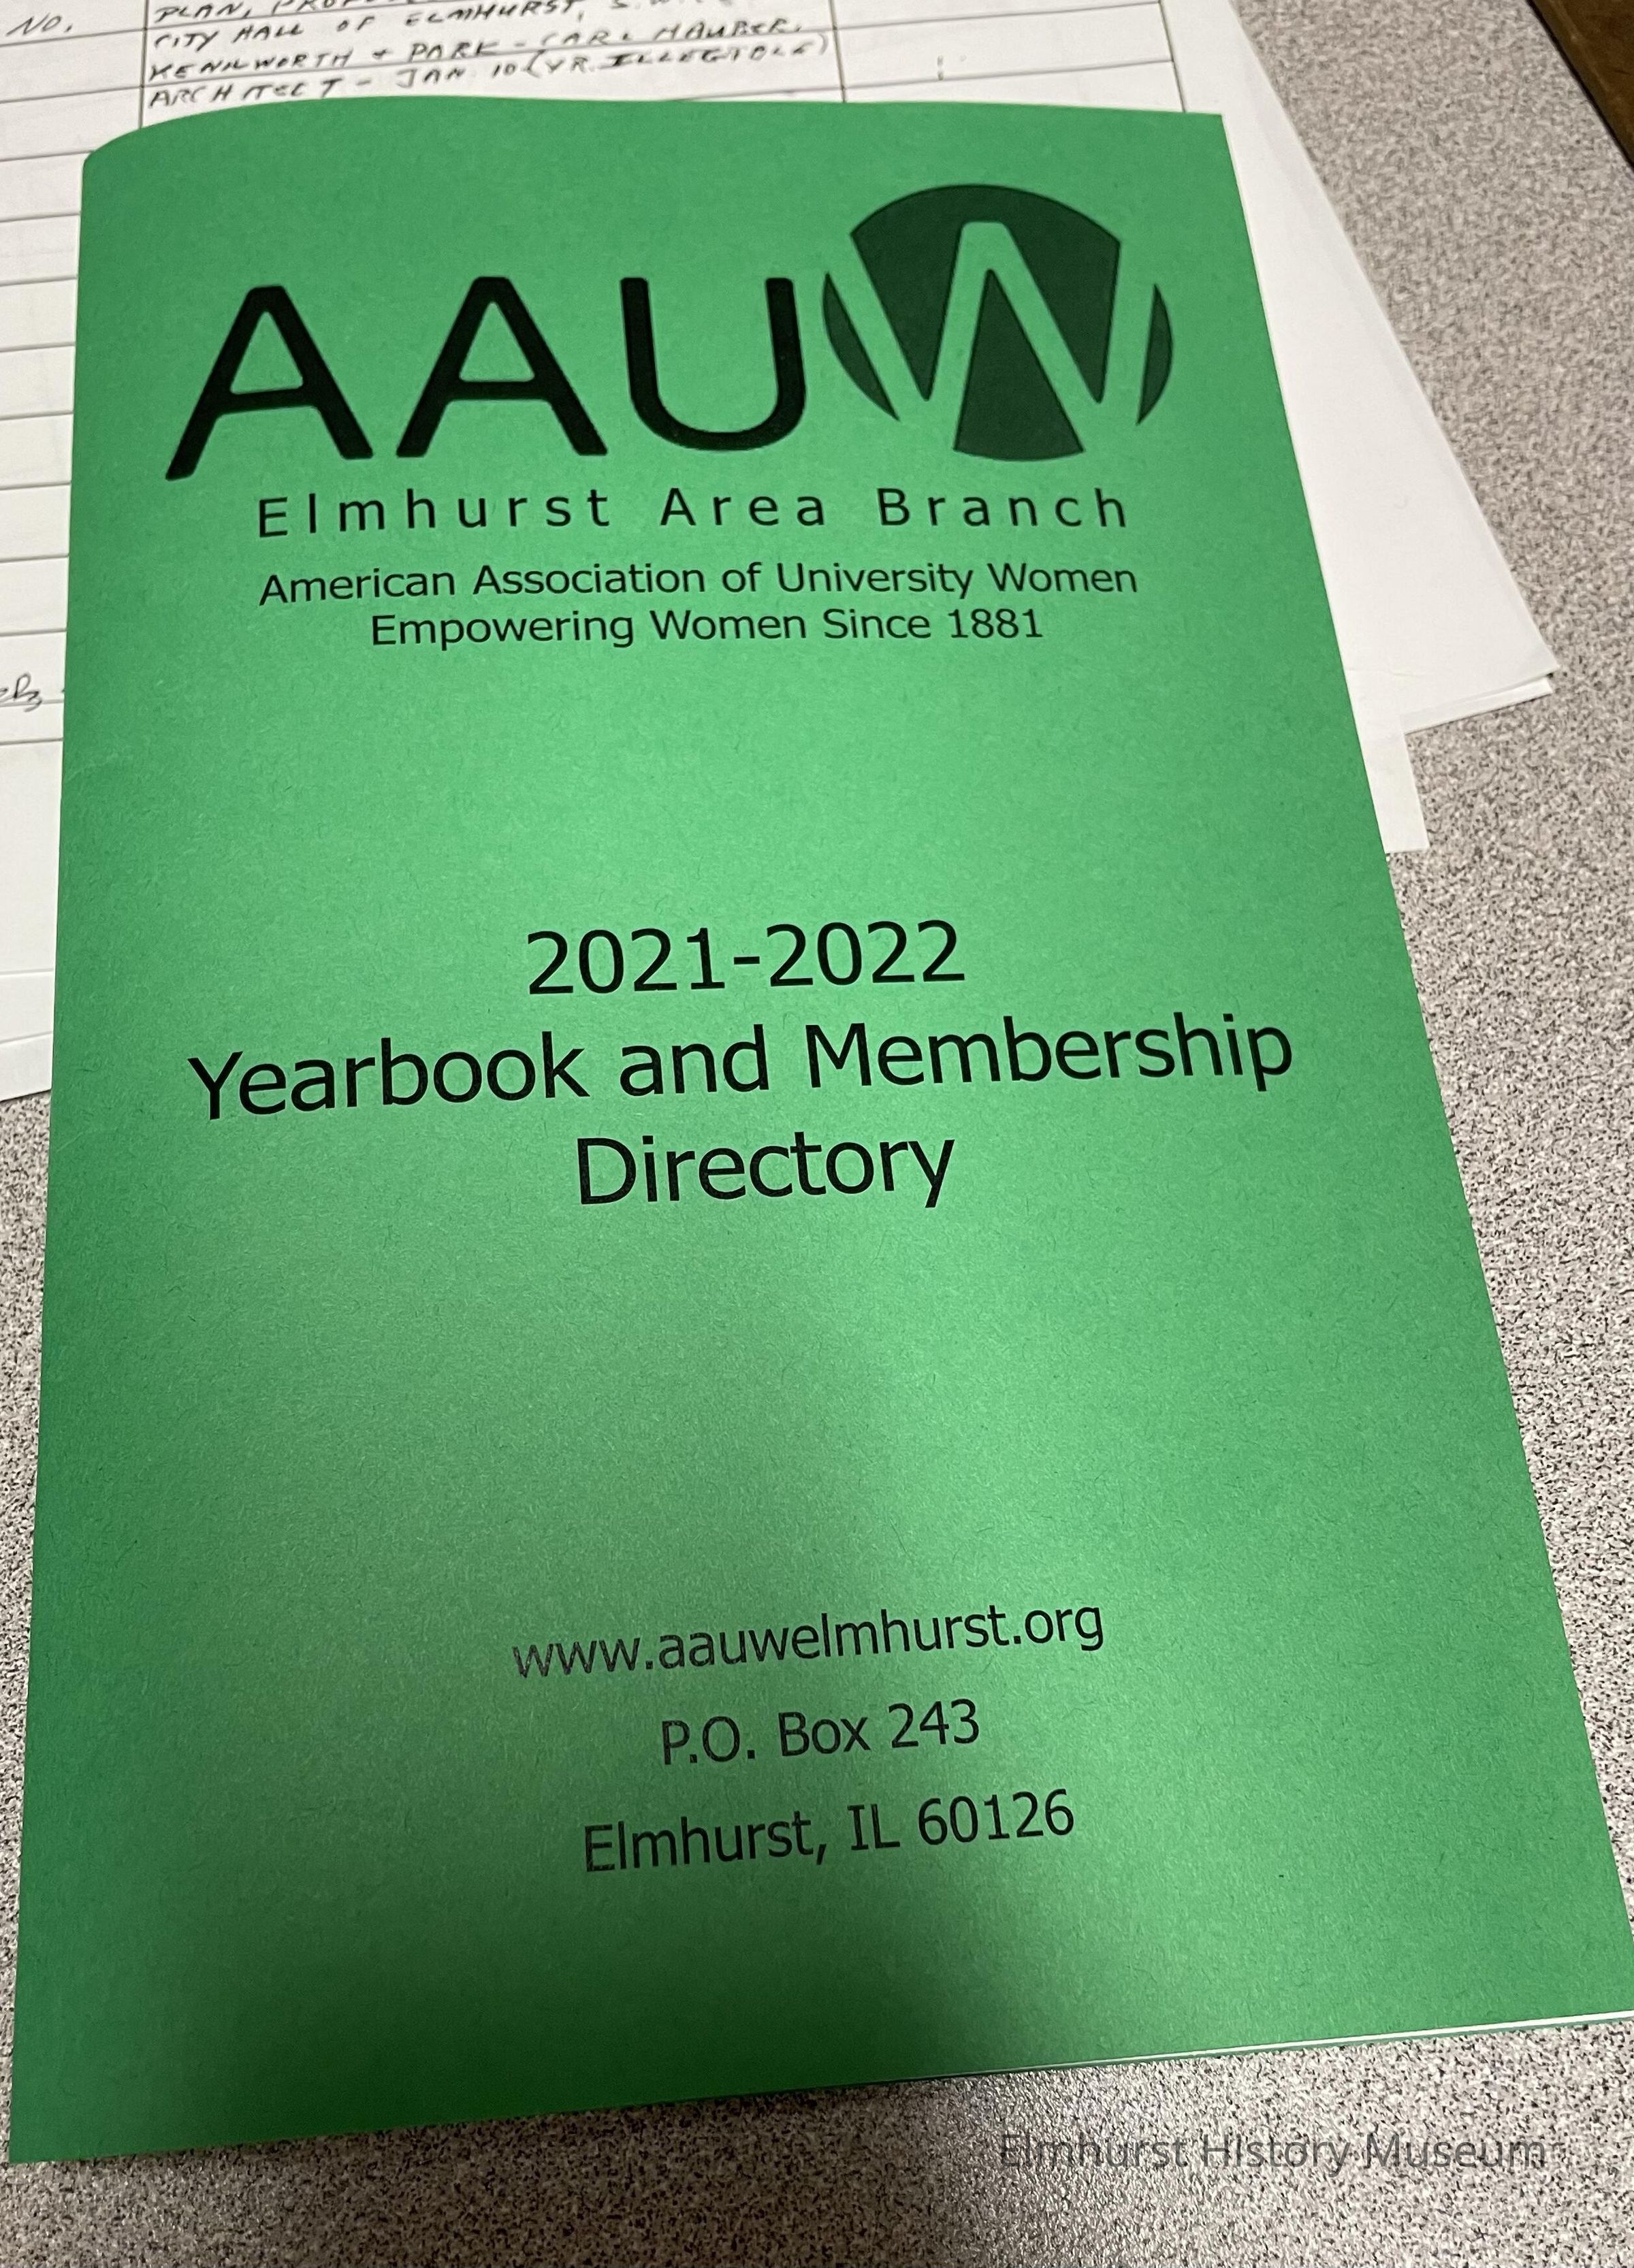 NO.
PLAN,
CITY HALL OF ELMHURST, S.W.
KENILWORTH + PARK - CARL HAUBER,
ARCHITECT - JAN 10 (YR. ILLEGIBLE)
AAUW
Elmhurst Area Branch
American Association of University Women
Empowering Women Since 1881
2021-2022
Yearbook and Membership
Directory
www.aauwelmhurst.org
P.O. Box 243
Elmhurst, IL 60126
Elmhurst History Museum